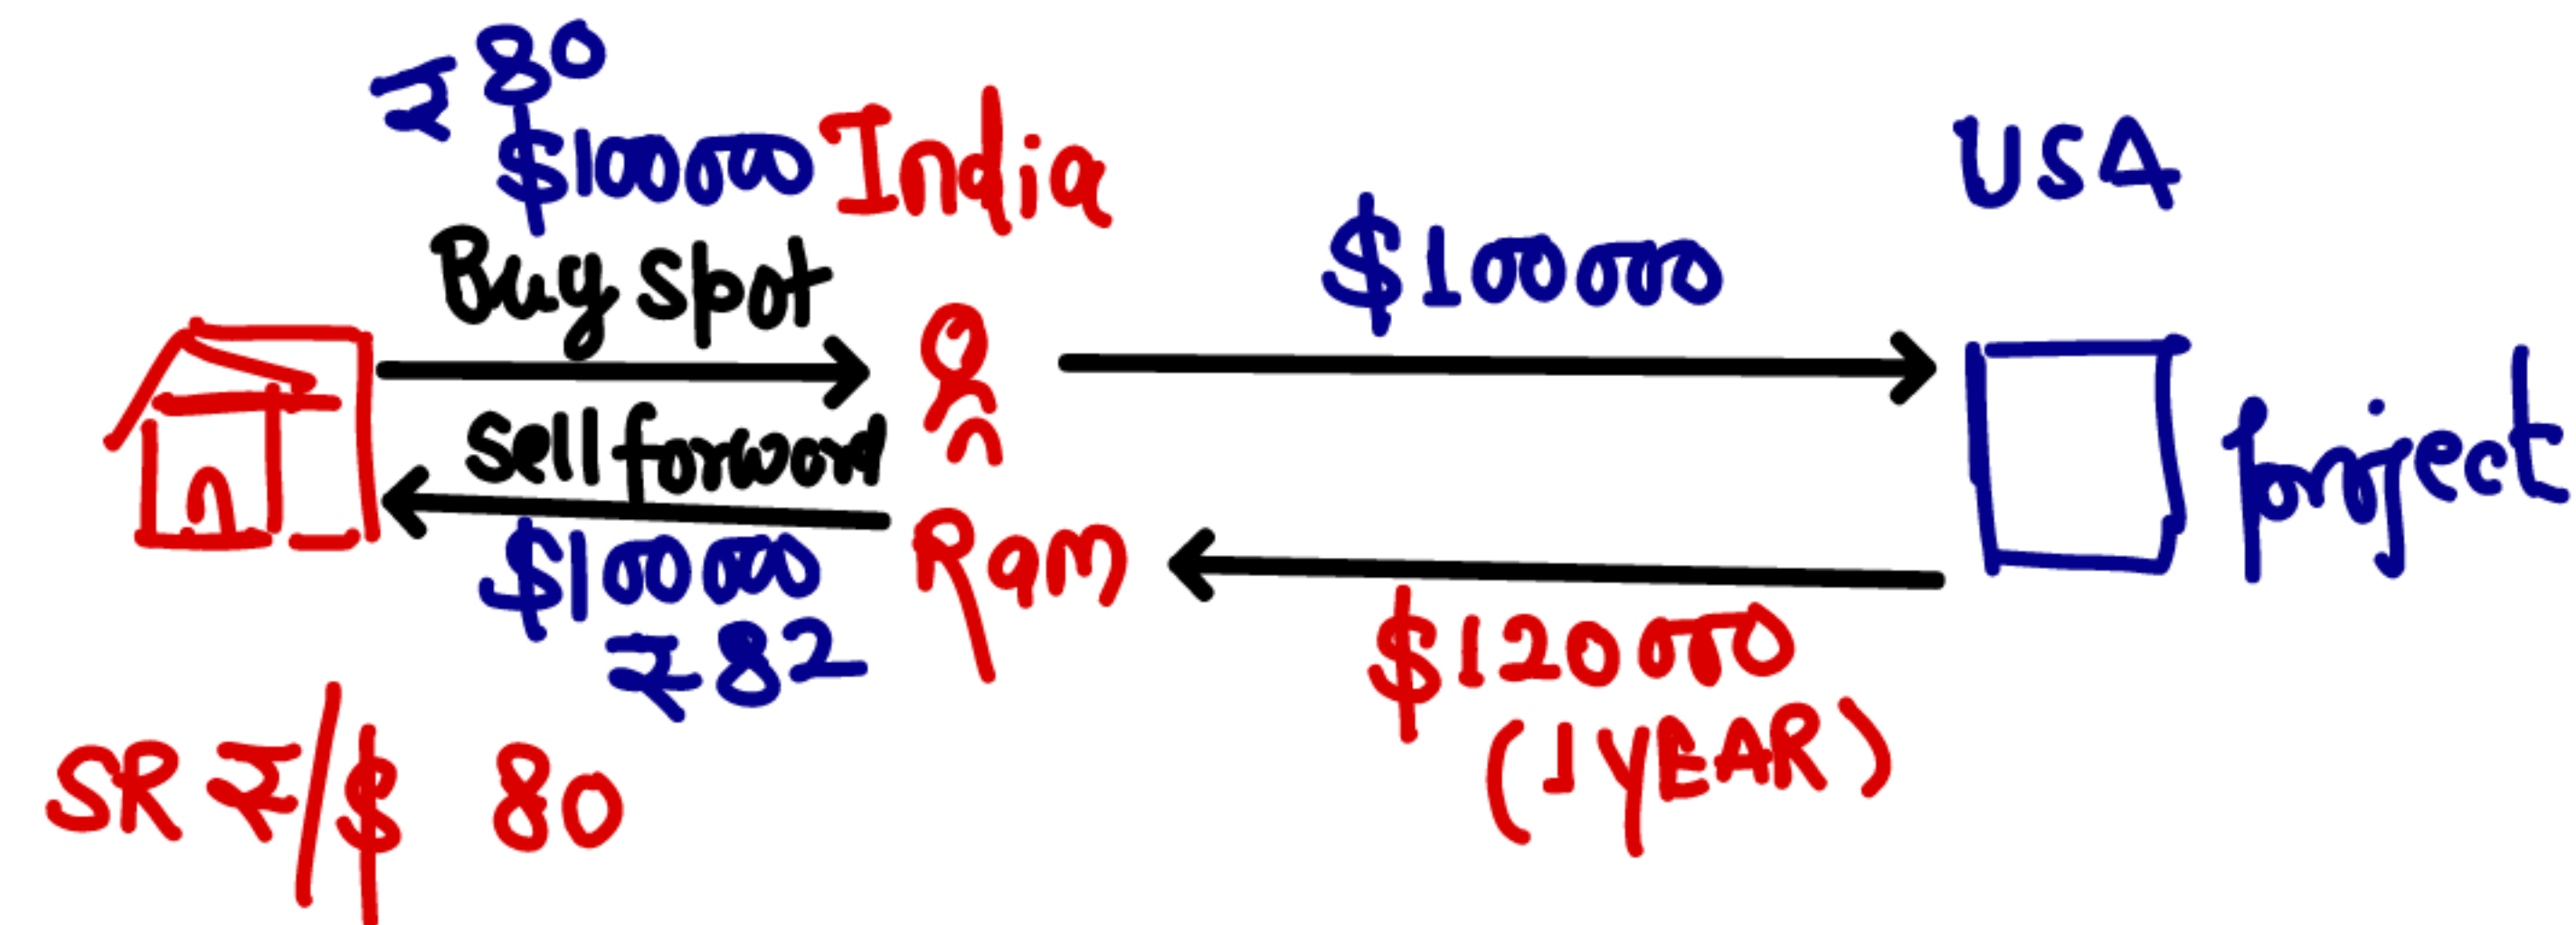 ₹ 80
$100000
India
USA
Buy spot
$100000
sell forward
project
$100000
Ram
₹ 82
$120000
(1 YEAR)
SR ₹/$ 80